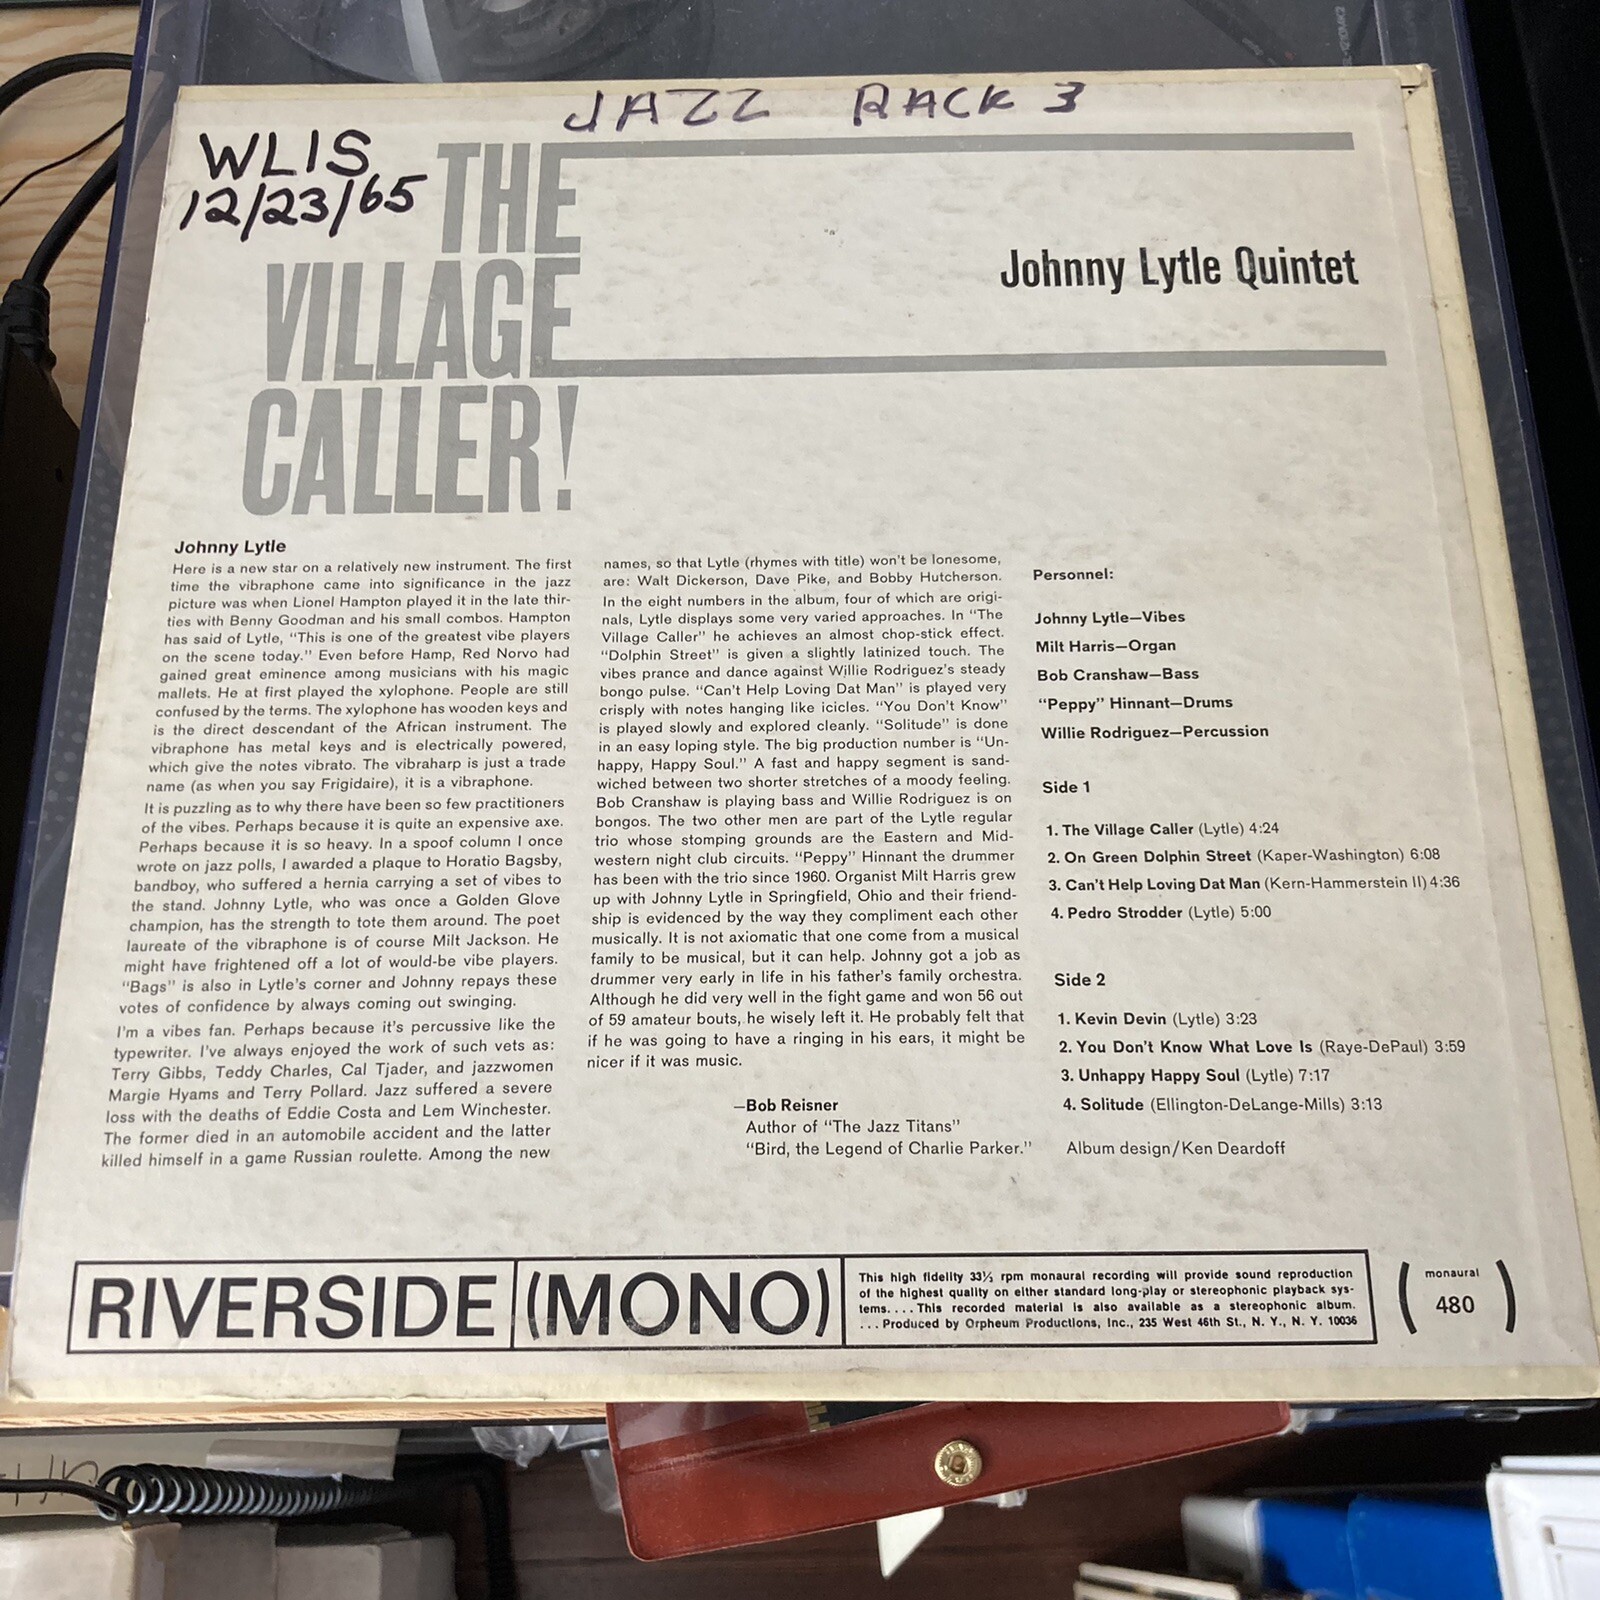 JAZZ RACK 3
WLIS
12/23/65
THE
VILLAGE
CALLER!
Johnny Lytle Quintet
Johnny Lytle
Here is a new star on a relatively new instrument. The first
time the vibraphone came into significance in the jazz
picture was when Lionel Hampton played it in the late thir-
ties with Benny Goodman and his small combos. Hampton
has said of Lytle, “This is one of the greatest vibe players
on the scene today.” Even before Hamp, Red Norvo had
gained great eminence among musicians with his magic
mallets. He at first played the xylophone. People are still
confused by the terms. The xylophone has wooden keys and
is the direct descendant of the African instrument. The
vibraphone has metal keys and is electrically powered,
which give the notes vibrato. The vibraharp is just a trade
name (as when you say Frigidaire), it is a vibraphone.
It is puzzling as to why there have been so few practitioners
of the vibes. Perhaps because it is quite an expensive axe.
Perhaps because it is so heavy. In a spoof column I once
wrote on jazz polls, I awarded a plaque to Horatio Bagsby,
bandboy, who suffered a hernia carrying a set of vibes to
the stand. Johnny Lytle, who was once a Golden Glove
champion, has the strength to tote them around. The poet
laureate of the vibraphone is of course Milt Jackson. He
might have frightened off a lot of would-be vibe players.
“Bags” is also in Lytle’s corner and Johnny repays these
votes of confidence by always coming out swinging.
I’m a vibes fan. Perhaps because it’s percussive like the
typewriter. I’ve always enjoyed the work of such vets as:
Terry Gibbs, Teddy Charles, Cal Tjader, and jazzwomen
Margie Hyams and Terry Pollard. Jazz suffered a severe
loss with the deaths of Eddie Costa and Lem Winchester.
The former died in an automobile accident and the latter
killed himself in a game Russian roulette. Among the new
names, so that Lytle (rhymes with title) won’t be lonesome,
are: Walt Dickerson, Dave Pike, and Bobby Hutcherson.
In the eight numbers in the album, four of which are origi-
nals, Lytle displays some very varied approaches. In “The
Village Caller” he achieves an almost chop-stick effect.
“Dolphin Street” is given a slightly latinized touch. The
vibes prance and dance against Willie Rodriguez’s steady
bongo pulse. “Can’t Help Loving Dat Man” is played very
crisply with notes hanging like icicles. “You Don’t Know”
is played slowly and explored cleanly. “Solitude” is done
in an easy loping style. The big production number is “Un-
happy, Happy Soul.” A fast and happy segment is sand-
wiched between two shorter stretches of a moody feeling.
Bob Cranshaw is playing bass and Willie Rodriguez is on
bongos. The two other men are part of the Lytle regular
trio whose stomping grounds are the Eastern and Mid-
western night club circuits. “Peppy” Hinnant the drummer
has been with the trio since 1960. Organist Milt Harris grew
up with Johnny Lytle in Springfield, Ohio and their friend-
ship is evidenced by the way they compliment each other
musically. It is not axiomatic that one come from a musical
family to be musical, but it can help. Johnny got a job as
drummer very early in life in his father’s family orchestra.
Although he did very well in the fight game and won 56 out
of 59 amateur bouts, he wisely left it. He probably felt that
if he was going to have a ringing in his ears, it might be
nicer if it was music.
—Bob Reisner
Author of “The Jazz Titans”
“Bird, the Legend of Charlie Parker.”
Personnel:
Johnny Lytle—Vibes
Milt Harris—Organ
Bob Cranshaw—Bass
“Peppy” Hinnant—Drums
Willie Rodriguez—Percussion
Side 1
1. The Village Caller (Lytle) 4:24
2. On Green Dolphin Street (Kaper-Washington) 6:08
3. Can’t Help Loving Dat Man (Kern-Hammerstein II) 4:36
4. Pedro Strodder (Lytle) 5:00
Side 2
1. Kevin Devin (Lytle) 3:23
2. You Don’t Know What Love Is (Raye-DePaul) 3:59
3. Unhappy Happy Soul (Lytle) 7:17
4. Solitude (Ellington-DeLange-Mills) 3:13
Album design/Ken Deardoff
RIVERSIDE (MONO)
This high fidelity 33⅓ rpm monaural recording will provide sound reproduction
of the highest quality on either standard long-play or stereophonic playback sys-
tems. . . . This recorded material is also available as a stereophonic album.
. . . Produced by Orpheum Productions, Inc., 235 West 46th St., N. Y., N. Y. 10036
monaural
480